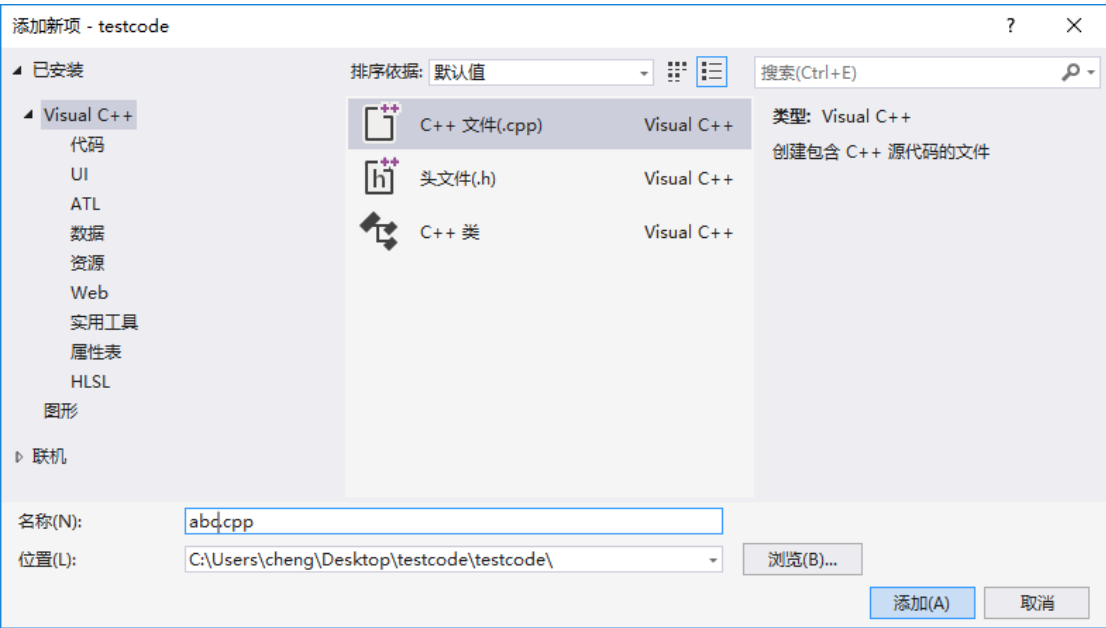 添加新项 - testcode
?
已安装
Visual C++
代码
UI
ATL
数据
资源
Web
实用工具
属性表
HLSL
图形
联机
排序依据: 默认值
C++ 文件(.cpp) Visual C++
头文件(.h) Visual C++
C++ 类 Visual C++
搜索(Ctrl+E)
类型: Visual C++
创建包含 C++ 源代码的文件
名称(N): abc.cpp
位置(L): C:\Users\cheng\Desktop\testcode\testcode\ 浏览(B)...
添加(A) 取消